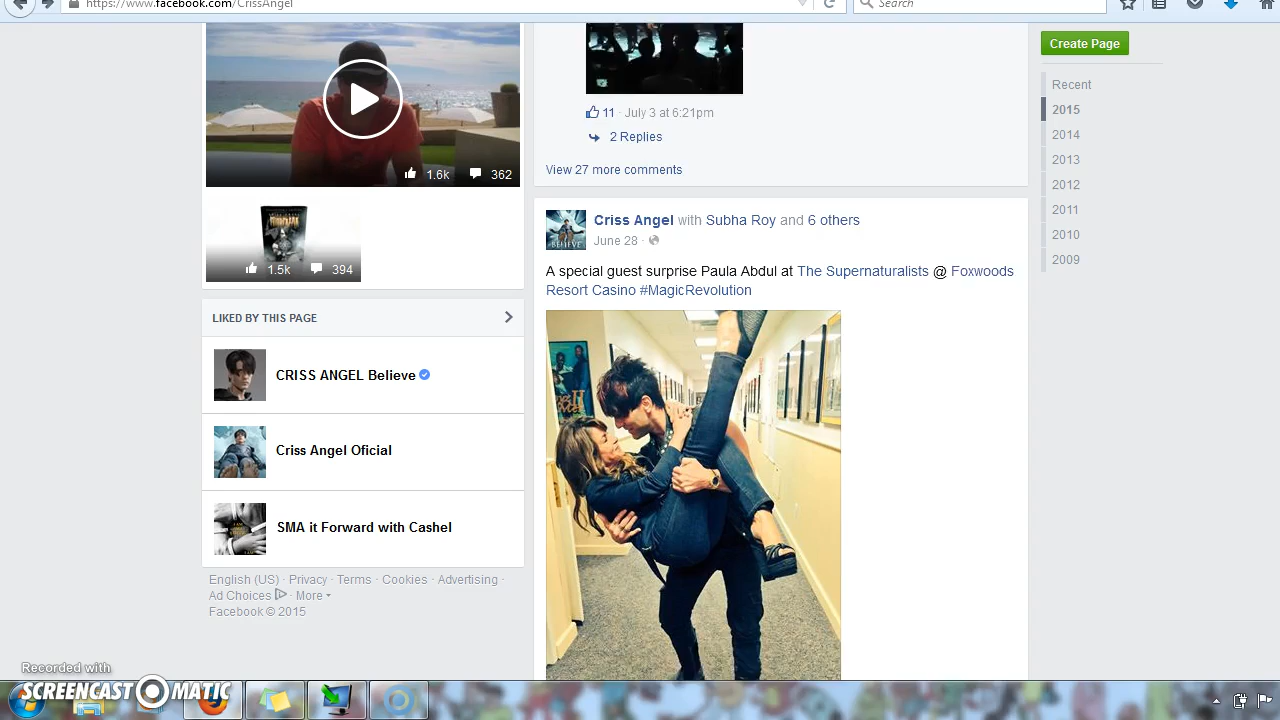 https://www.facebook.com/CrissAngel
Search
1.6k 362
1.5k 394
LIKED BY THIS PAGE
CRISS ANGEL Believe
Criss Angel Oficial
SMA it Forward with Cashel
English (US) · Privacy · Terms · Cookies · Advertising ·
Ad Choices · More
Facebook © 2015
11 · July 3 at 6:21pm
2 Replies
View 27 more comments
BELIEVE
Criss Angel with Subha Roy and 6 others
June 28 ·
A special guest surprise Paula Abdul at The Supernaturalists @ Foxwoods
Resort Casino #MagicRevolution
Create Page
Recent
2015
2014
2013
2012
2011
2010
2009
Recorded with
SCREENCAST MATIC